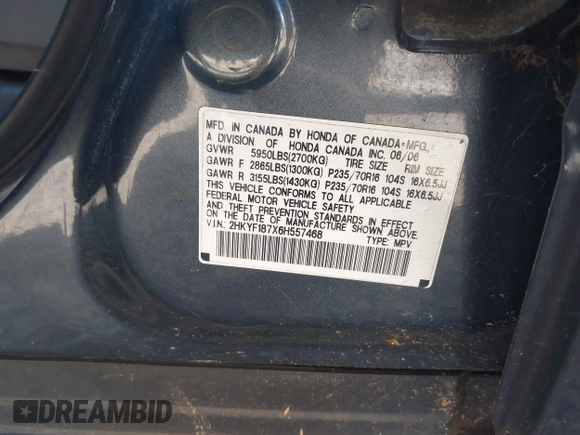 MFD. IN CANADA BY HONDA OF CANADA MFG.,
A DIVISION OF HONDA CANADA INC. 06/06
GVWR 5950LBS(2700KG) TIRE SIZE RIM SIZE
GAWR F 2865LBS(1300KG) P235/70R16 104S 16X6.5JJ
GAWR R 3155LBS(1430KG) P235/70R16 104S 16X6.5JJ
THIS VEHICLE CONFORMS TO ALL APPLICABLE
FEDERAL MOTOR VEHICLE SAFETY
AND THEFT PREVENTION STANDARDS IN EFFECT
ON THE DATE OF MANUFACTURE SHOWN ABOVE.
V.I.N.: 2HKYF187X6H557468 TYPE: MPV
DREAMBID